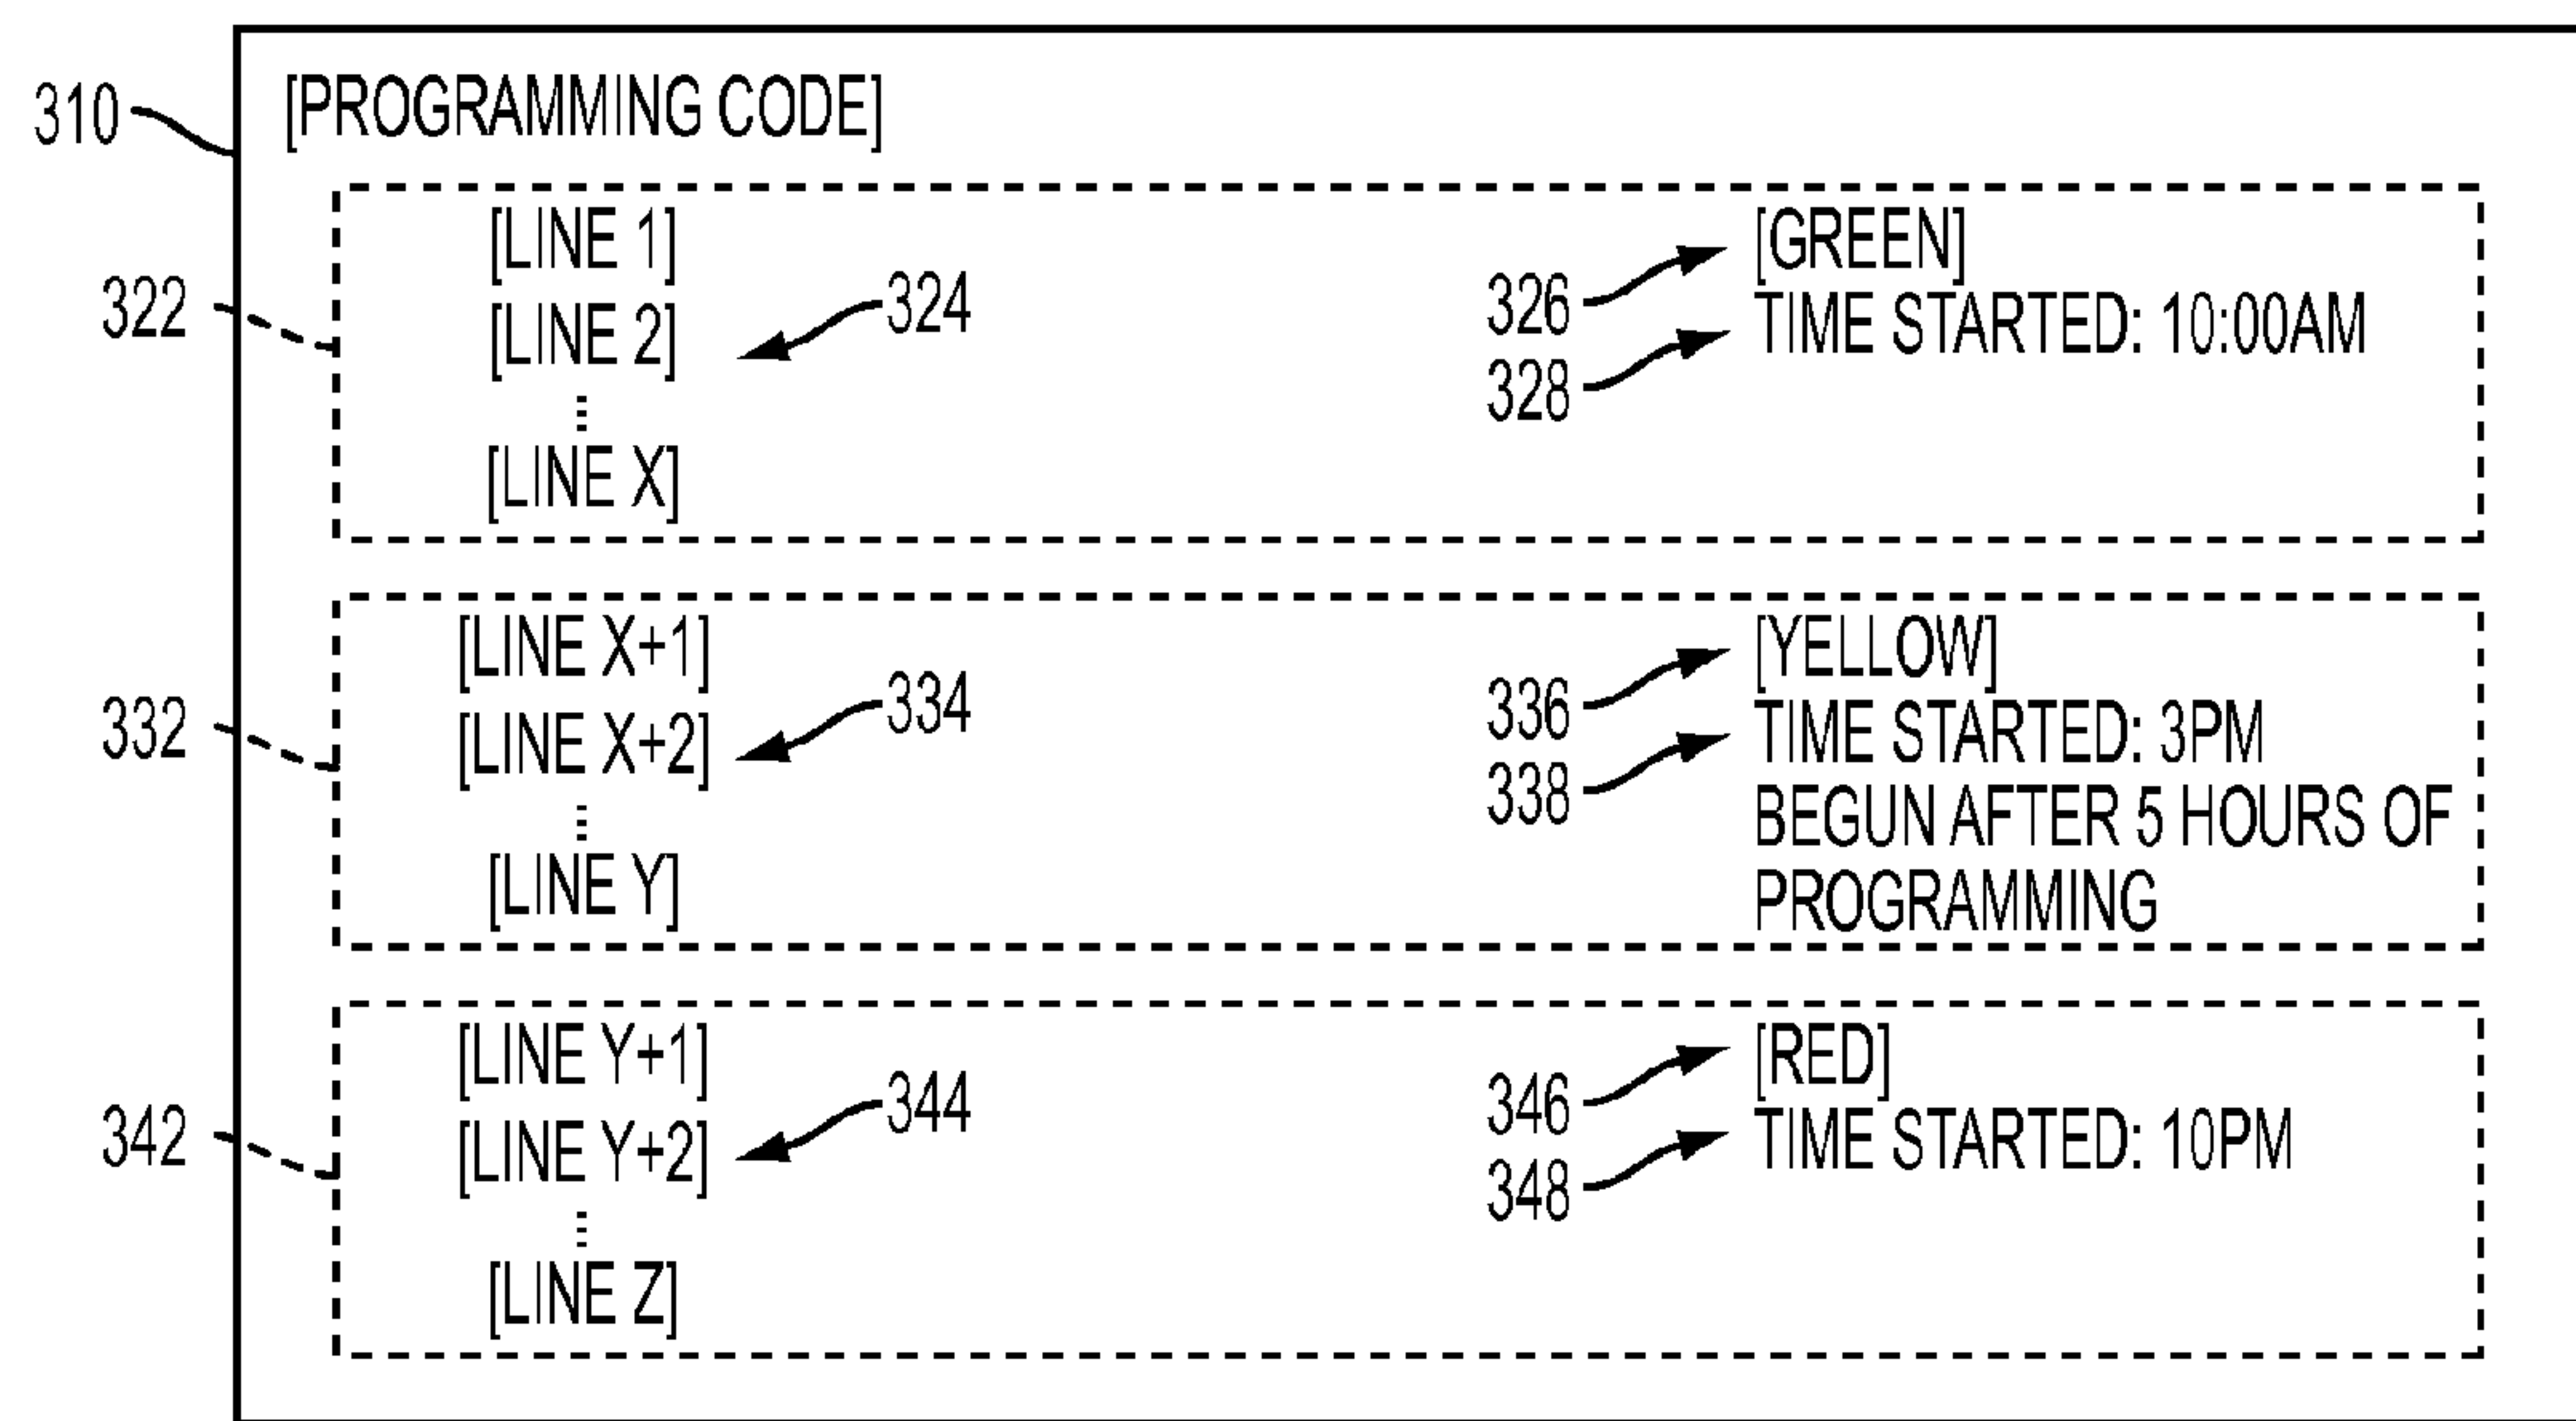 310
[PROGRAMMING CODE]
322
[LINE 1]
[LINE 2]
⋮
[LINE X]
324
326
[GREEN]
328
TIME STARTED: 10:00AM
332
[LINE X+1]
[LINE X+2]
⋮
[LINE Y]
334
336
[YELLOW]
338
TIME STARTED: 3PM
BEGUN AFTER 5 HOURS OF
PROGRAMMING
342
[LINE Y+1]
[LINE Y+2]
⋮
[LINE Z]
344
346
[RED]
348
TIME STARTED: 10PM